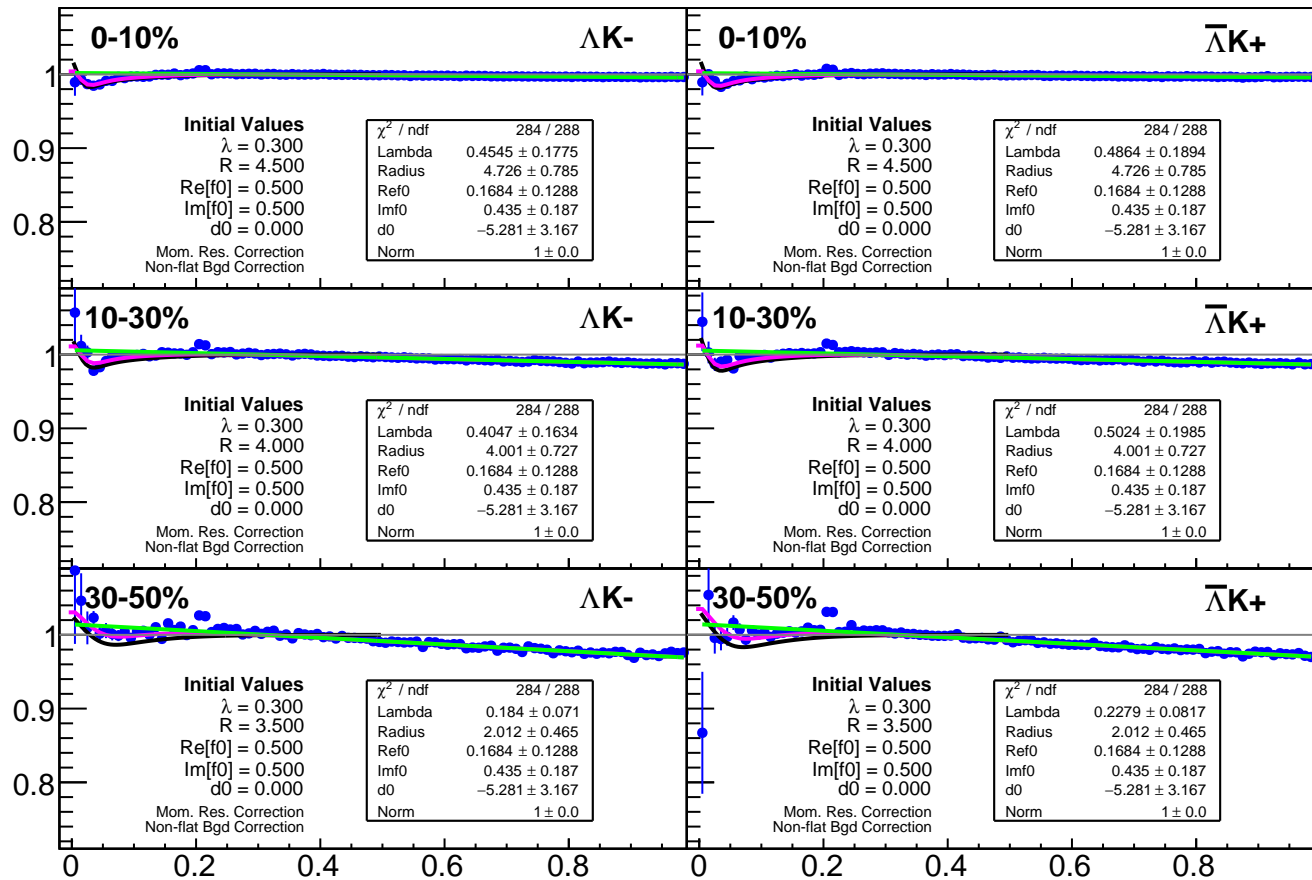 0-10%
ΛK-
Initial Values
λ = 0.300
R = 4.500
Re[f0] = 0.500
Im[f0] = 0.500
d0 = 0.000
Mom. Res. Correction
Non-flat Bgd Correction
χ² / ndf 284 / 288
Lambda 0.4545 ± 0.1775
Radius 4.726 ± 0.785
Ref0 0.1684 ± 0.1288
Imf0 0.435 ± 0.187
d0 −5.281 ± 3.167
Norm 1 ± 0.0
1
0.9
0.8
0-10%
Λ̅K+
Initial Values
λ = 0.300
R = 4.500
Re[f0] = 0.500
Im[f0] = 0.500
d0 = 0.000
Mom. Res. Correction
Non-flat Bgd Correction
χ² / ndf 284 / 288
Lambda 0.4864 ± 0.1894
Radius 4.726 ± 0.785
Ref0 0.1684 ± 0.1288
Imf0 0.435 ± 0.187
d0 −5.281 ± 3.167
Norm 1 ± 0.0
10-30%
ΛK-
Initial Values
λ = 0.300
R = 4.000
Re[f0] = 0.500
Im[f0] = 0.500
d0 = 0.000
Mom. Res. Correction
Non-flat Bgd Correction
χ² / ndf 284 / 288
Lambda 0.4047 ± 0.1634
Radius 4.001 ± 0.727
Ref0 0.1684 ± 0.1288
Imf0 0.435 ± 0.187
d0 −5.281 ± 3.167
Norm 1 ± 0.0
1
0.9
0.8
10-30%
Λ̅K+
Initial Values
λ = 0.300
R = 4.000
Re[f0] = 0.500
Im[f0] = 0.500
d0 = 0.000
Mom. Res. Correction
Non-flat Bgd Correction
χ² / ndf 284 / 288
Lambda 0.5024 ± 0.1985
Radius 4.001 ± 0.727
Ref0 0.1684 ± 0.1288
Imf0 0.435 ± 0.187
d0 −5.281 ± 3.167
Norm 1 ± 0.0
30-50%
ΛK-
Initial Values
λ = 0.300
R = 3.500
Re[f0] = 0.500
Im[f0] = 0.500
d0 = 0.000
Mom. Res. Correction
Non-flat Bgd Correction
χ² / ndf 284 / 288
Lambda 0.184 ± 0.071
Radius 2.012 ± 0.465
Ref0 0.1684 ± 0.1288
Imf0 0.435 ± 0.187
d0 −5.281 ± 3.167
Norm 1 ± 0.0
1
0.9
0.8
0 0.2 0.4 0.6 0.8
30-50%
Λ̅K+
Initial Values
λ = 0.300
R = 3.500
Re[f0] = 0.500
Im[f0] = 0.500
d0 = 0.000
Mom. Res. Correction
Non-flat Bgd Correction
χ² / ndf 284 / 288
Lambda 0.2279 ± 0.0817
Radius 2.012 ± 0.465
Ref0 0.1684 ± 0.1288
Imf0 0.435 ± 0.187
d0 −5.281 ± 3.167
Norm 1 ± 0.0
0 0.2 0.4 0.6 0.8